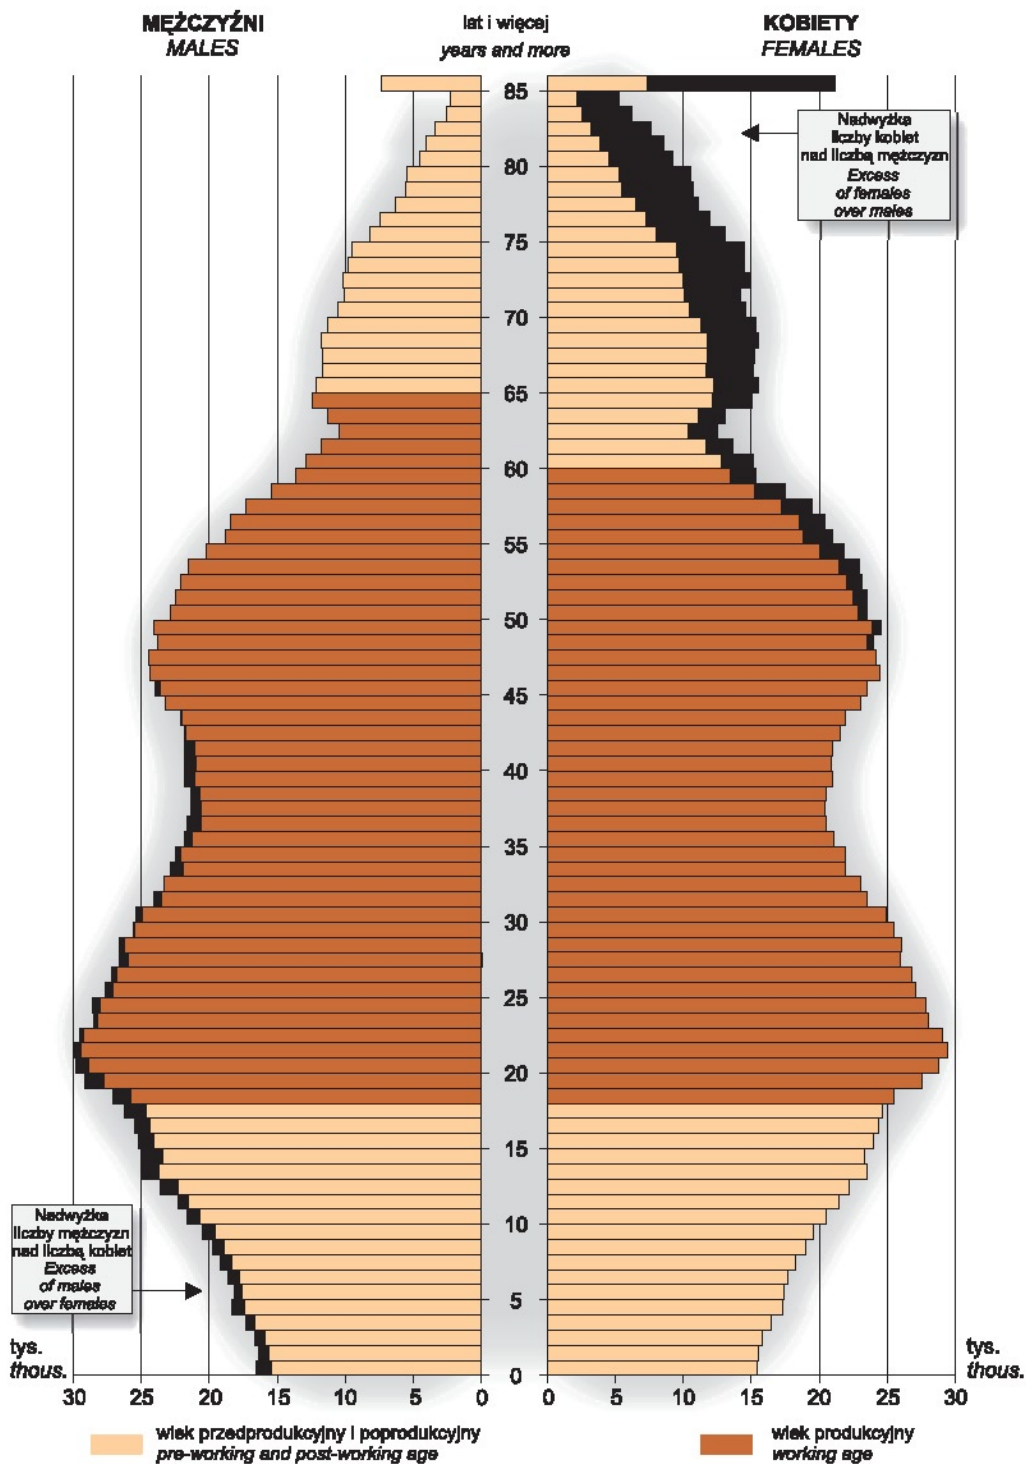 MĘŻCZYŹNI
MALES
lat i więcej
years and more
KOBIETY
FEMALES
85
80
75
70
65
60
55
50
45
40
35
30
25
20
15
10
5
0
Nadwyżka
liczby kobiet
nad liczbą mężczyzn
Excess
of females
over males
Nadwyżka
liczby mężczyzn
nad liczbą kobiet
Excess
of males
over females
tys.
thous.
30 25 20 15 10 5 0
0 5 10 15 20 25 30
tys.
thous.
wiek przedprodukcyjny i poprodukcyjny
pre-working and post-working age
wiek produkcyjny
working age